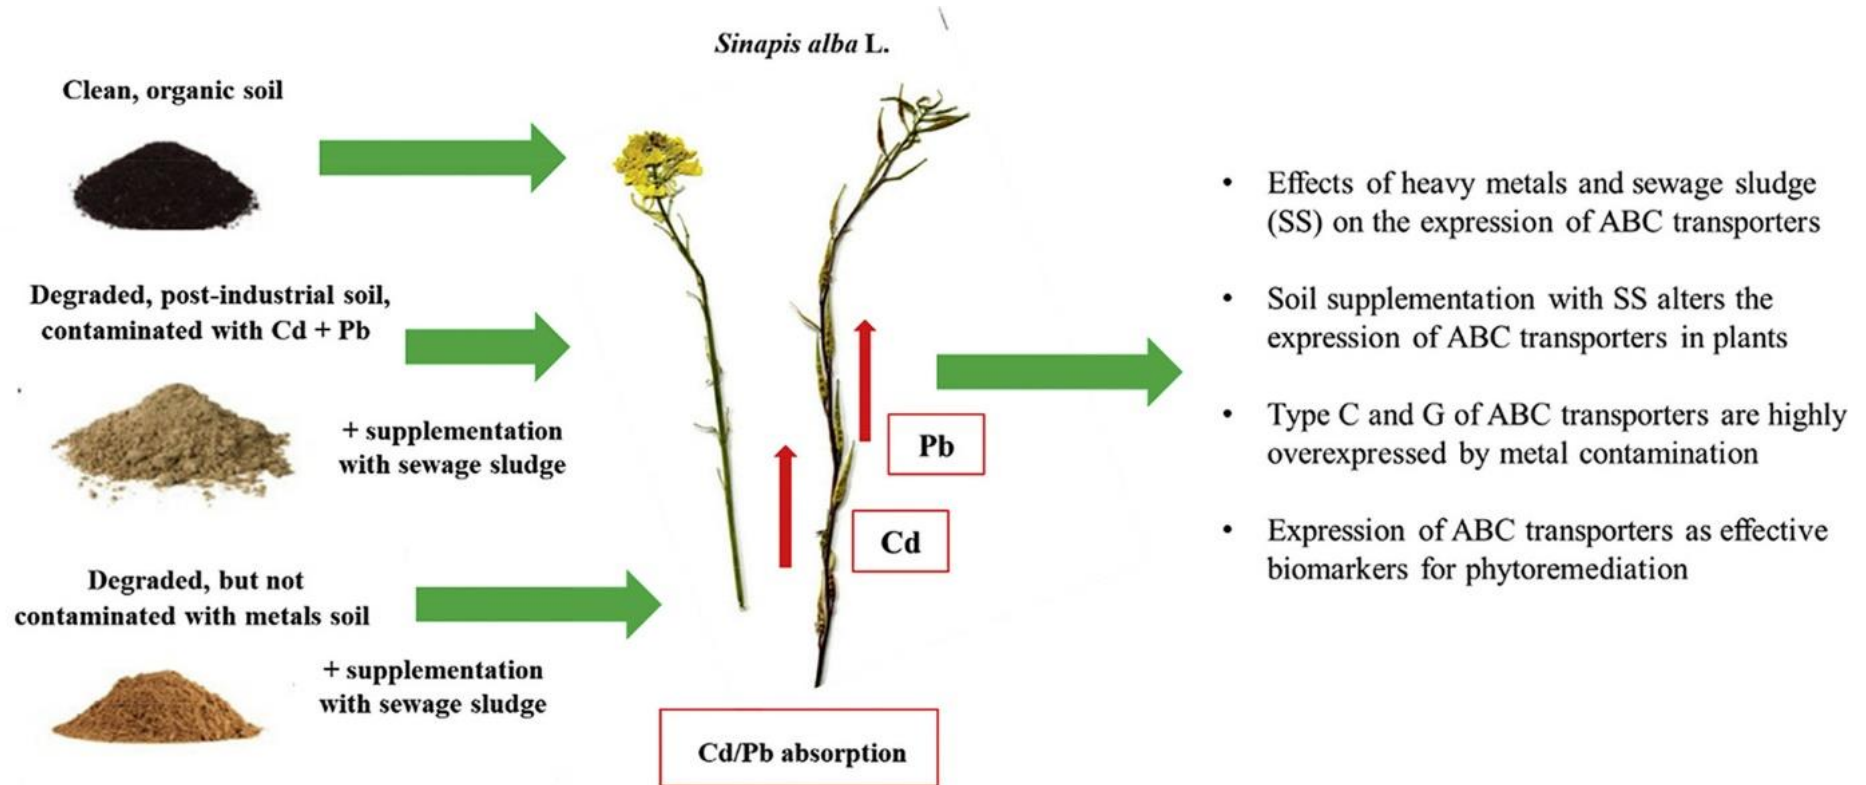 Sinapis alba L.
Clean, organic soil
Degraded, post-industrial soil,
contaminated with Cd + Pb
+ supplementation
with sewage sludge
Degraded, but not
contaminated with metals soil
+ supplementation
with sewage sludge
Pb
Cd
Cd/Pb absorption
• Effects of heavy metals and sewage sludge
(SS) on the expression of ABC transporters
• Soil supplementation with SS alters the
expression of ABC transporters in plants
• Type C and G of ABC transporters are highly
overexpressed by metal contamination
• Expression of ABC transporters as effective
biomarkers for phytoremediation